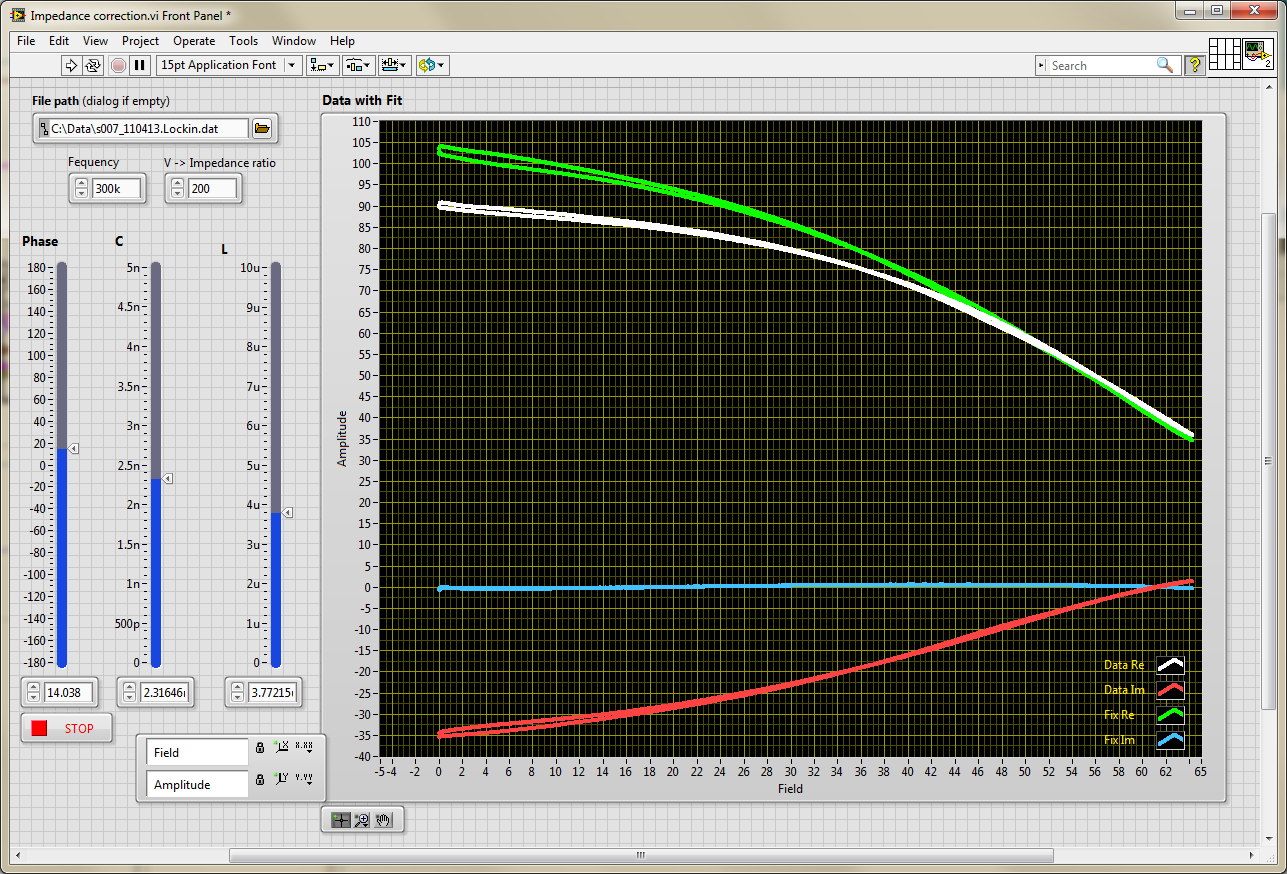 Impedance correction.vi Front Panel *
File Edit View Project Operate Tools Window Help
15pt Application Font
Search
?
2
File path (dialog if empty)
C:\Data\s007_110413.Lockin.dat
Fequency
V -> Impedance ratio
300k
200
Phase
C
L
180
160
140
120
100
80
60
40
20
0
-20
-40
-60
-80
-100
-120
-140
-160
-180
5n
4.5n
4n
3.5n
3n
2.5n
2n
1.5n
1n
500p
0
10u
9u
8u
7u
6u
5u
4u
3u
2u
1u
0
14.038
2.31646
3.77215
STOP
Field
X.XX
Amplitude
Y.YY
Data with Fit
Amplitude
110
105
100
95
90
85
80
75
70
65
60
55
50
45
40
35
30
25
20
15
10
5
0
-5
-10
-15
-20
-25
-30
-35
-40
-5 -4 -2 0 2 4 6 8 10 12 14 16 18 20 22 24 26 28 30 32 34 36 38 40 42 44 46 48 50 52 54 56 58 60 62 65
Field
Data Re
Data Im
Fix Re
Fix Im